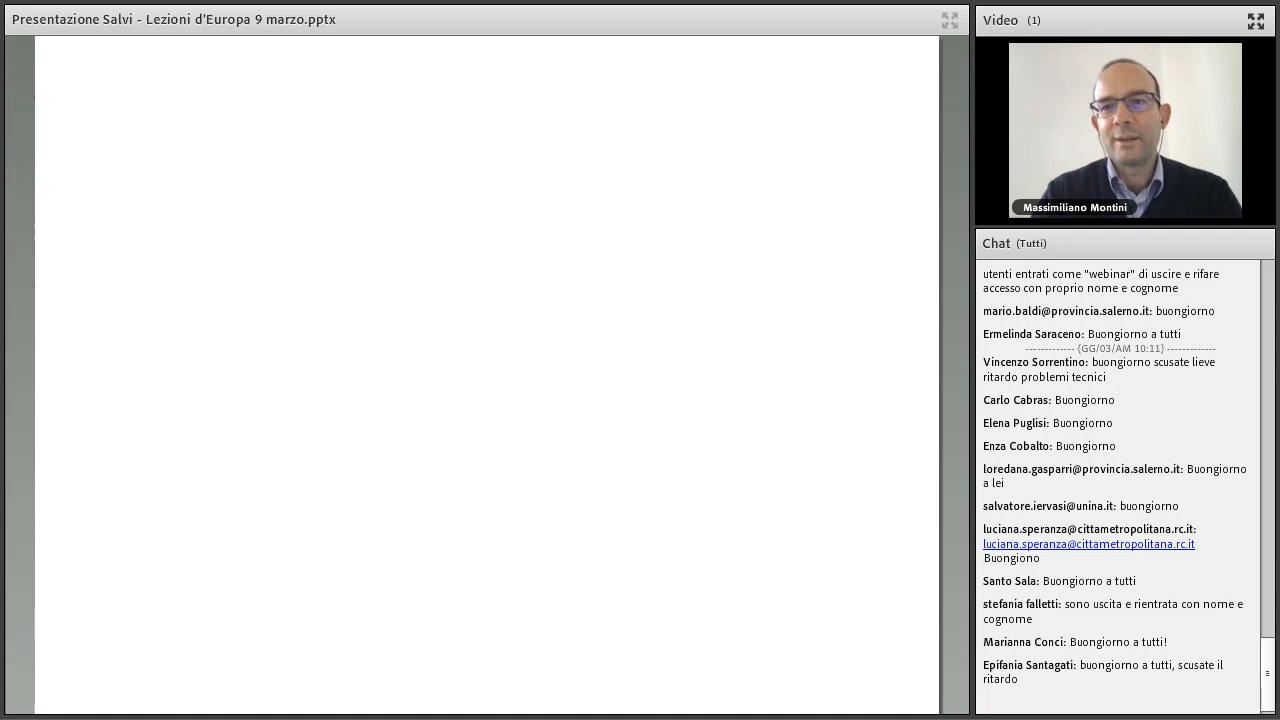 Presentazione Salvi - Lezioni d'Europa 9 marzo.pptx
Video (1)
Massimiliano Montini
Chat (Tutti)
utenti entrati come "webinar" di uscire e rifare
accesso con proprio nome e cognome
mario.baldi@provincia.salerno.it: buongiorno
Ermelinda Saraceno: Buongiorno a tutti
------------- (GG/03/AM 10:11) -------------
Vincenzo Sorrentino: buongiorno scusate lieve
ritardo problemi tecnici
Carlo Cabras: Buongiorno
Elena Puglisi: Buongiorno
Enza Cobalto: Buongiorno
loredana.gasparri@provincia.salerno.it: Buongiorno
a lei
salvatore.iervasi@unina.it: buongiorno
luciana.speranza@cittametropolitana.rc.it:
luciana.speranza@cittametropolitana.rc.it
Buongiono
Santo Sala: Buongiorno a tutti
stefania falletti: sono uscita e rientrata con nome e
cognome
Marianna Conci: Buongiorno a tutti!
Epifania Santagati: buongiorno a tutti, scusate il
ritardo